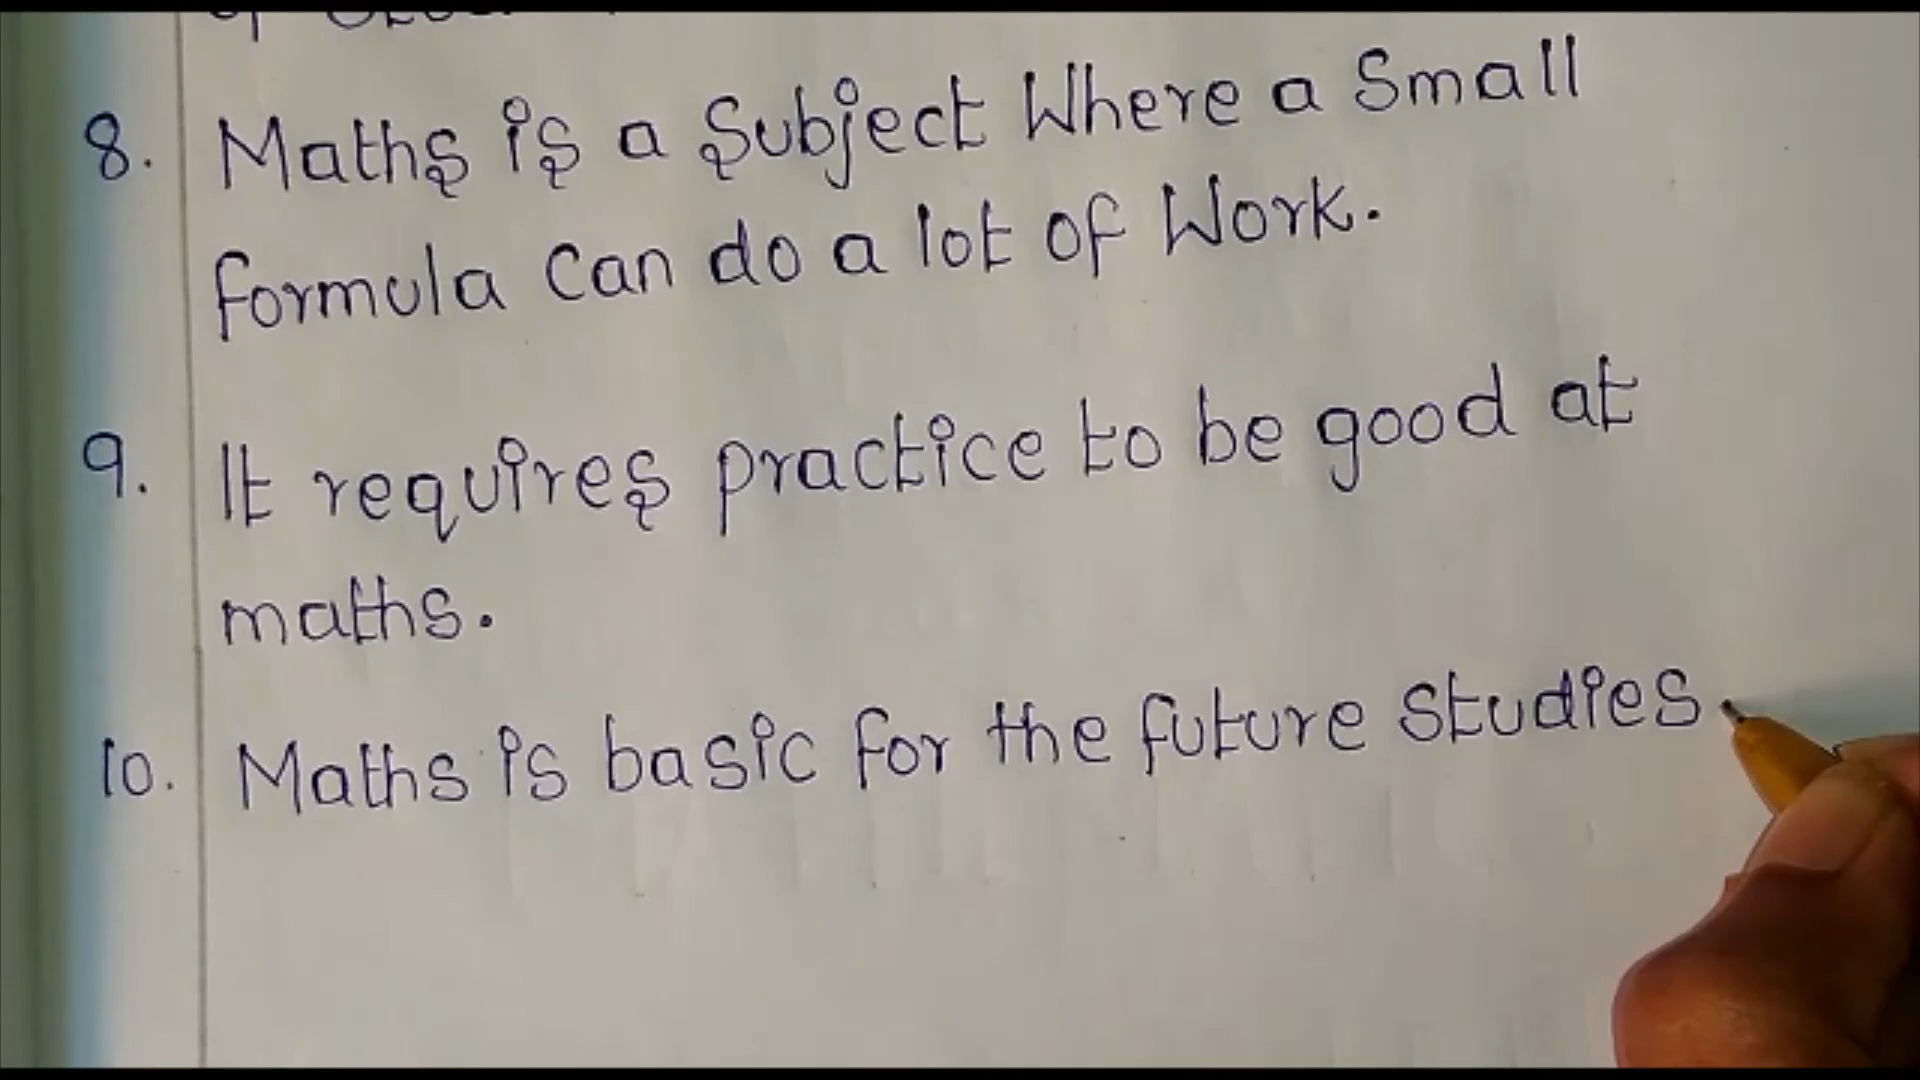 8. Maths is a Subject Where a Small
formula Can do a lot of Work.
9. It requires practice to be good at
maths.
10. Maths is basic for the future studies.